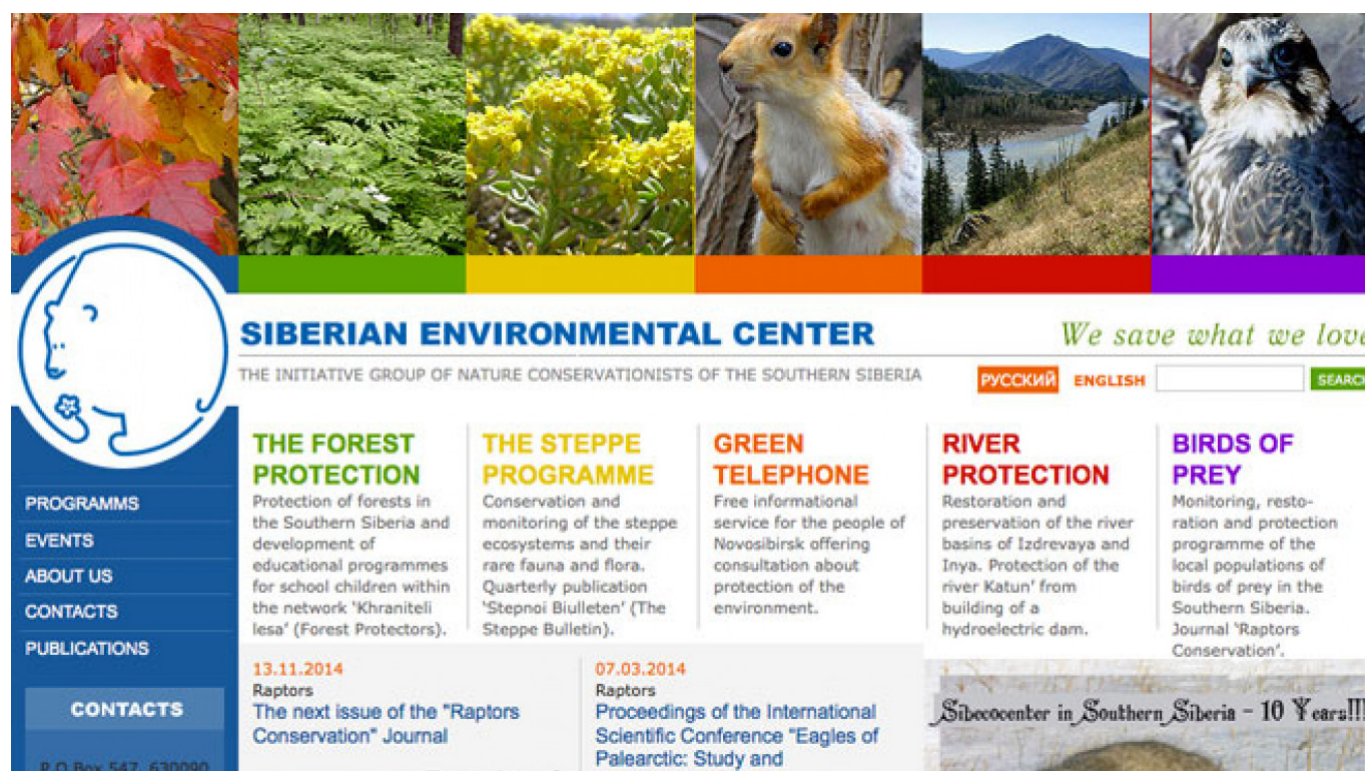 SIBERIAN ENVIRONMENTAL CENTER
We save what we love
THE INITIATIVE GROUP OF NATURE CONSERVATIONISTS OF THE SOUTHERN SIBERIA
РУССКИЙ ENGLISH SEARCH
PROGRAMMS
EVENTS
ABOUT US
CONTACTS
PUBLICATIONS
CONTACTS
P.O.Box 547, 630090
THE FOREST
PROTECTION
Protection of forests in
the Southern Siberia and
development of
educational programmes
for school children within
the network 'Khraniteli
lesa' (Forest Protectors).
THE STEPPE
PROGRAMME
Conservation and
monitoring of the steppe
ecosystems and their
rare fauna and flora.
Quarterly publication
'Stepnoi Biulleten' (The
Steppe Bulletin).
GREEN
TELEPHONE
Free informational
service for the people of
Novosibirsk offering
consultation about
protection of the
environment.
RIVER
PROTECTION
Restoration and
preservation of the river
basins of Izdrevaya and
Inya. Protection of the
river Katun' from
building of a
hydroelectric dam.
BIRDS OF
PREY
Monitoring, resto-
ration and protection
programme of the
local populations of
birds of prey in the
Southern Siberia.
Journal 'Raptors
Conservation'.
13.11.2014
Raptors
The next issue of the "Raptors
Conservation" Journal
07.03.2014
Raptors
Proceedings of the International
Scientific Conference "Eagles of
Palearctic: Study and
Sibecocenter in Southern Siberia - 10 Years!!!